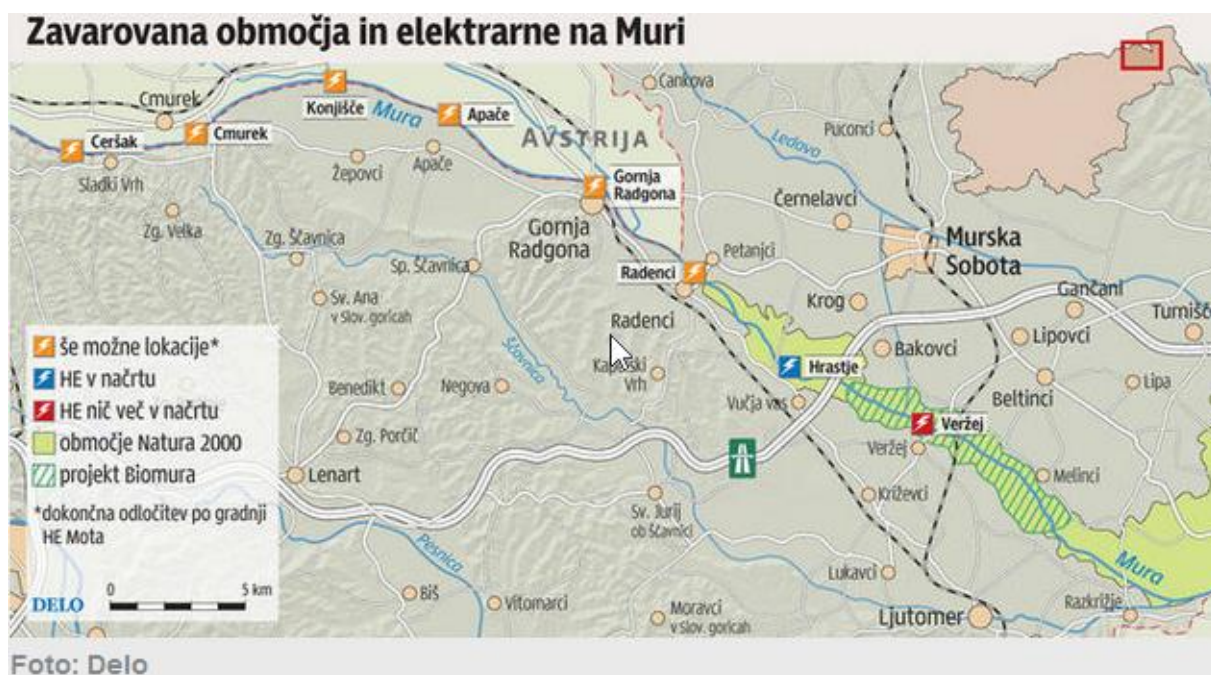 Zavarovana območja in elektrarne na Muri
Cmurek
Ceršak
Cmurek
Konjišče
Mura
Apače
AVSTRIJA
Cankova
Puconci
Ledava
Sladki Vrh
Žepovci
Apače
Gornja
Radgona
Gornja
Radgona
Černelavci
Zg. Velka
Zg. Ščavnica
Sp. Ščavnica
Petanjci
Murska
Sobota
Radenci
Sv. Ana
v Slov. goricah
Radenci
Krog
Gančani
Lipovci
Bakovci
Ščavnica
Hrastje
Benedikt
Negova
Vrh
Vučja vas
Beltinci
Lipa
Zg. Porčič
Veržej
Veržej
Lenart
Melinci
Križevci
Sv. Jurij
ob Ščavnici
Pesnica
Mura
Lukavci
Biš
Vitomarci
Moravci
v Slov. goricah
Ljutomer
Razkrižje
še možne lokacije*
HE v načrtu
HE nič več v načrtu
območje Natura 2000
projekt Biomura
*dokončna odločitev po gradnji
HE Mota
0 5 km
DELO
Foto: Delo